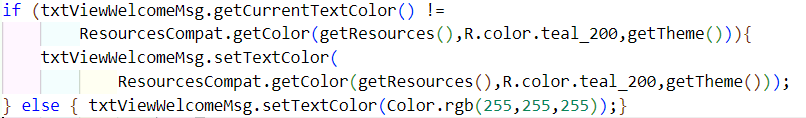 if (txtViewWelcomeMsg.getCurrentTextColor() !=
ResourcesCompat.getColor(getResources(),R.color.teal_200,getTheme())){
txtViewWelcomeMsg.setTextColor(
ResourcesCompat.getColor(getResources(),R.color.teal_200,getTheme()));
} else { txtViewWelcomeMsg.setTextColor(Color.rgb(255,255,255));}